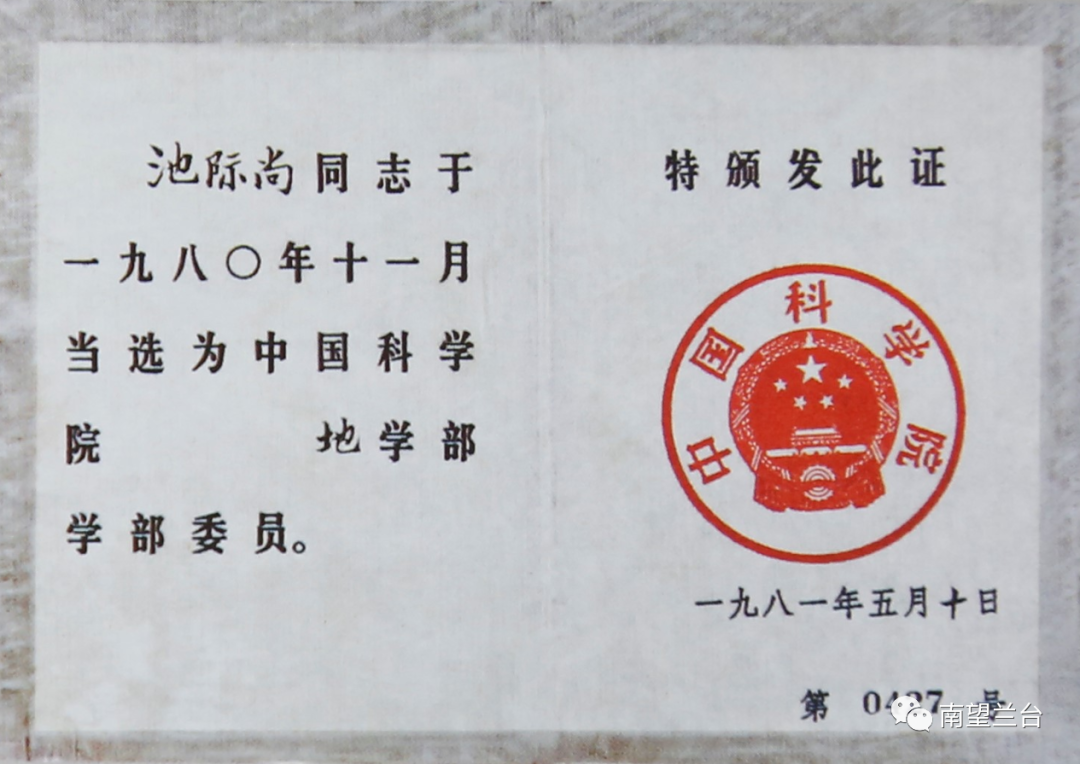 池际尚同志于
一九八〇年十一月
当选为中国科学
院 地学部
学部委员。
特颁发此证
中国科学院
一九八一年五月十日
第 号
南望兰台